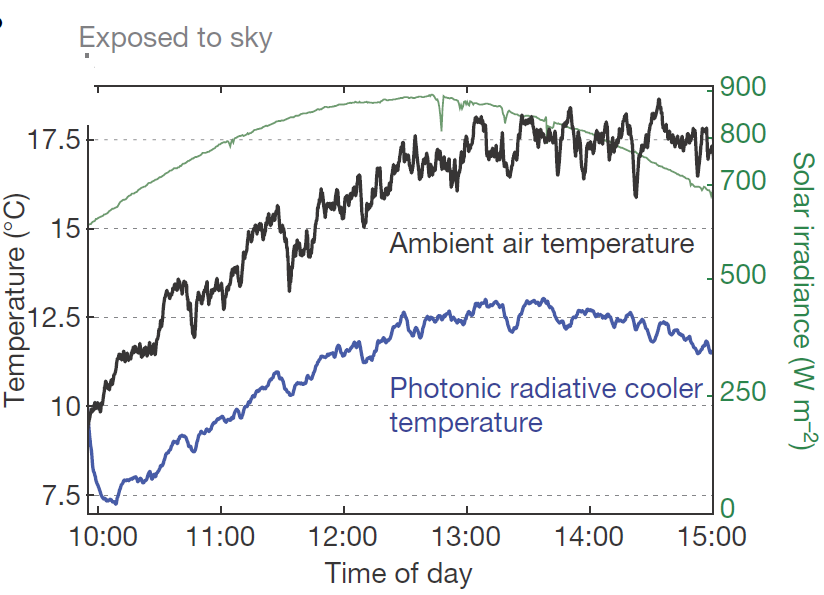 Exposed to sky
Temperature (°C)
17.5
15
12.5
10
7.5
900
800
700
500
250
0
Solar irradiance (W m–2)
Ambient air temperature
Photonic radiative cooler
temperature
10:00 11:00 12:00 13:00 14:00 15:00
Time of day